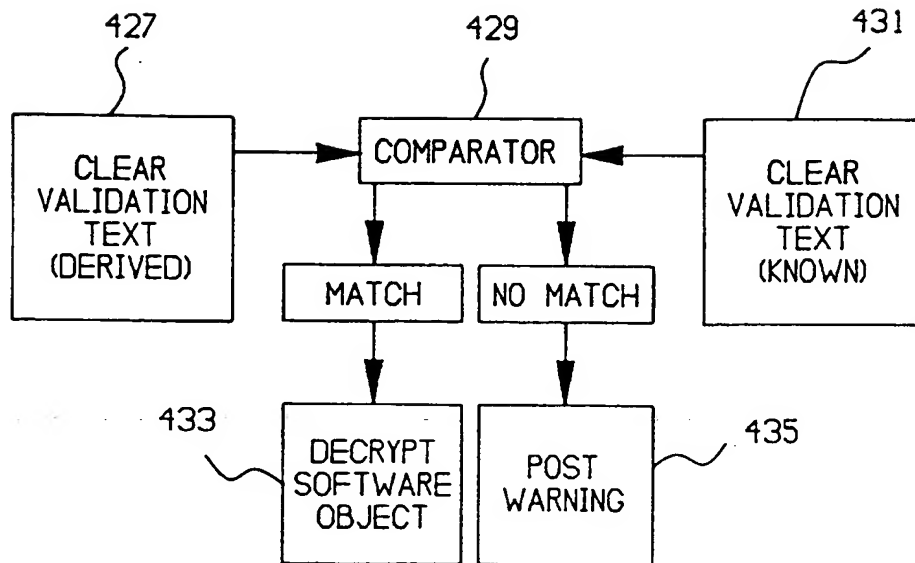 427
429
431
CLEAR
VALIDATION
TEXT
(DERIVED)
COMPARATOR
CLEAR
VALIDATION
TEXT
(KNOWN)
MATCH
NO MATCH
433
DECRYPT
SOFTWARE
OBJECT
POST
WARNING
435